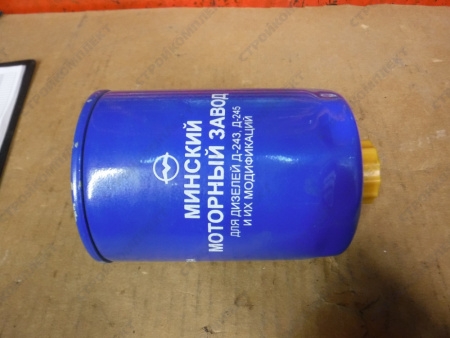 МИНСКИЙ
МОТОРНЫЙ ЗАВОД
ДЛЯ ДИЗЕЛЕЙ Д-243, Д-245
И ИХ МОДИФИКАЦИЙ